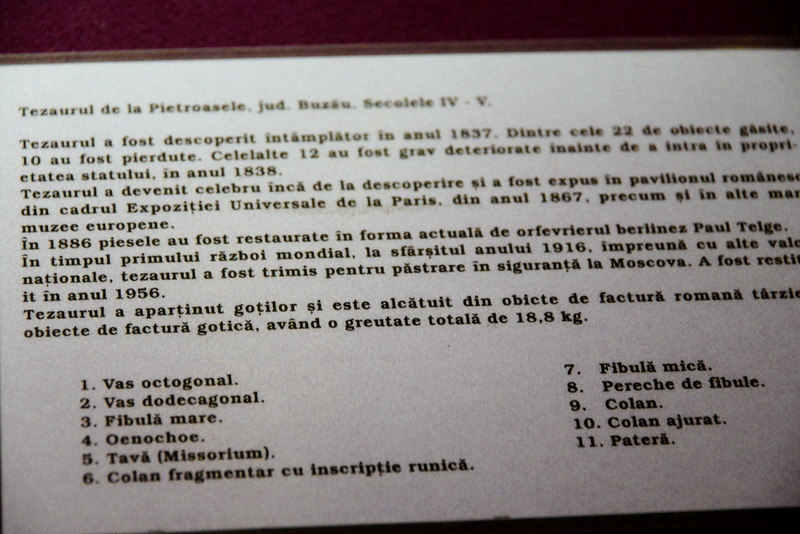 Tezaurul de la Pietroasele, jud. Buzău. Secolele IV - V.
Tezaurul a fost descoperit întâmplător în anul 1837. Dintre cele 22 de obiecte găsite,
10 au fost pierdute. Celelalte 12 au fost grav deteriorate înainte de a intra în propri-
etatea statului, în anul 1838.
Tezaurul a devenit celebru încă de la descoperire și a fost expus în pavilionul românesc
din cadrul Expoziției Universale de la Paris, din anul 1867, precum și în alte mar
muzee europene.
În 1886 piesele au fost restaurate în forma actuală de orfevrierul berlinez Paul Telge.
În timpul primului război mondial, la sfârșitul anului 1916, împreună cu alte valo
naționale, tezaurul a fost trimis pentru păstrare în siguranță la Moscova. A fost restit
it în anul 1956.
Tezaurul a aparținut goților și este alcătuit din obicte de factură romană târzie
obiecte de factură gotică, având o greutate totală de 18,8 kg.
1. Vas octogonal.
2. Vas dodecagonal.
3. Fibulă mare.
4. Oenochoe.
5. Tavă (Missorium).
6. Colan fragmentar cu inscripție runică.
7. Fibulă mică.
8. Pereche de fibule.
9. Colan.
10. Colan ajurat.
11. Pateră.